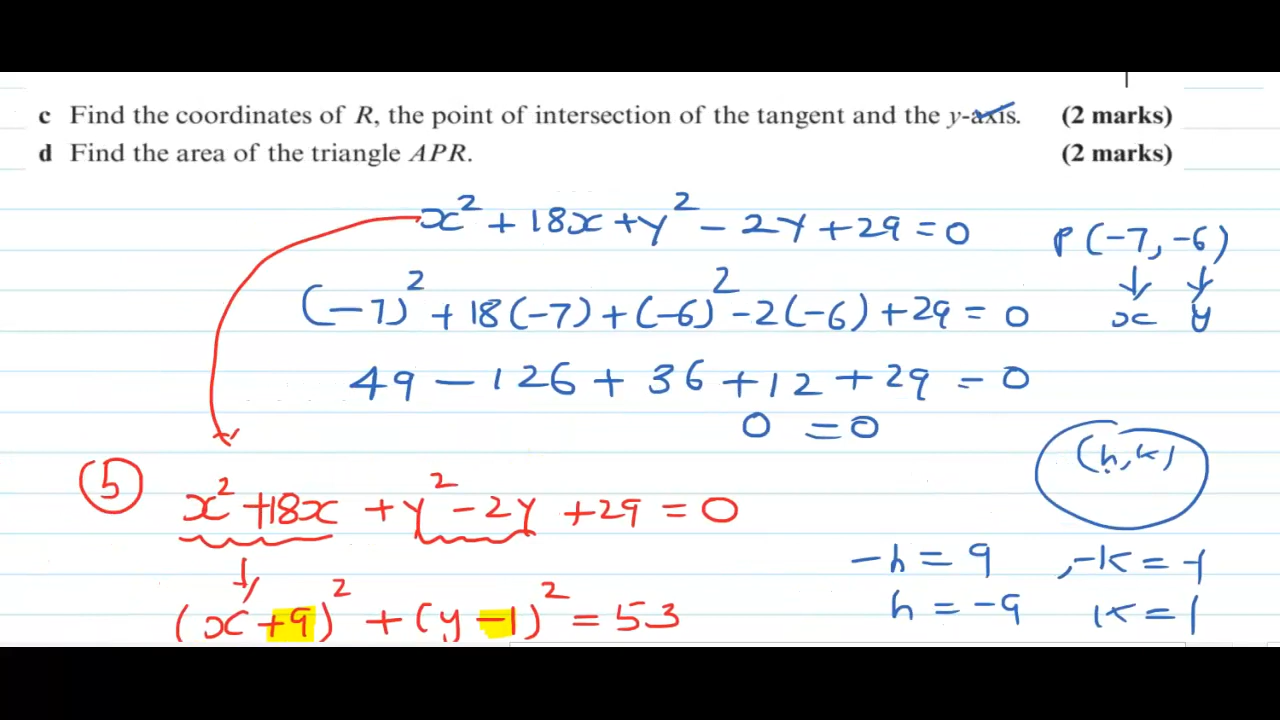 c Find the coordinates of R, the point of intersection of the tangent and the y-axis. (2 marks)
d Find the area of the triangle APR. (2 marks)
x² + 18x + y² - 2y + 29 = 0
P (-7, -6)
(-7)² + 18(-7) + (-6)² - 2(-6) + 29 = 0
x y
49 - 126 + 36 + 12 + 29 = 0
0 = 0
(h, k)
5
x² + 18x + y² - 2y + 29 = 0
-h = 9 , -k = -1
(x + 9)² + (y - 1)² = 53
h = -9 k = 1